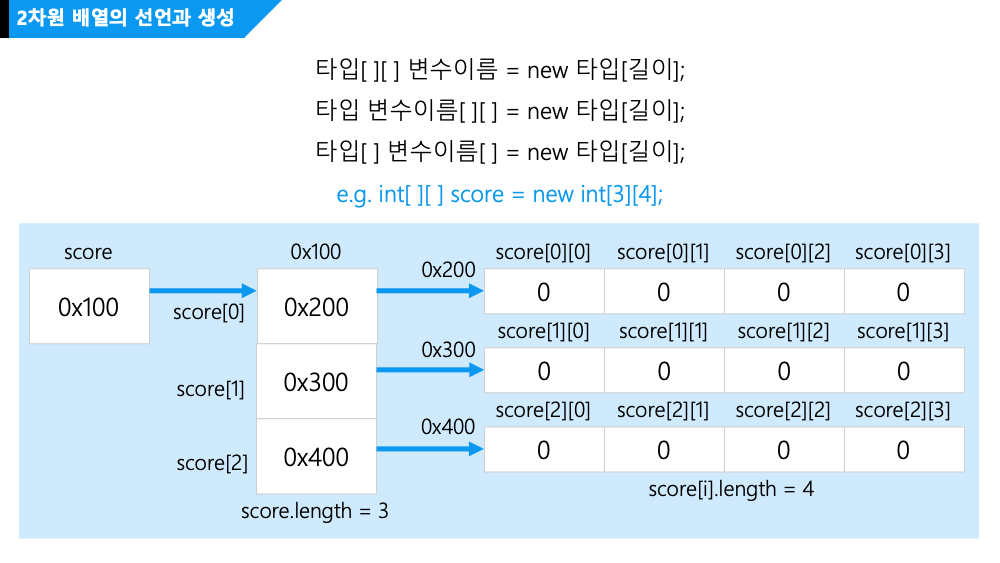 2차원 배열의 선언과 생성
타입[ ][ ] 변수이름 = new 타입[길이];
타입 변수이름[ ][ ] = new 타입[길이];
타입[ ] 변수이름[ ] = new 타입[길이];
e.g. int[ ][ ] score = new int[3][4];
score 0x100 score[0][0] score[0][1] score[0][2] score[0][3]
0x200
0x100 score[0] 0x200 0 0 0 0
score[1][0] score[1][1] score[1][2] score[1][3]
0x300
score[1] 0x300 0 0 0 0
score[2][0] score[2][1] score[2][2] score[2][3]
0x400
score[2] 0x400 0 0 0 0
score[i].length = 4
score.length = 3